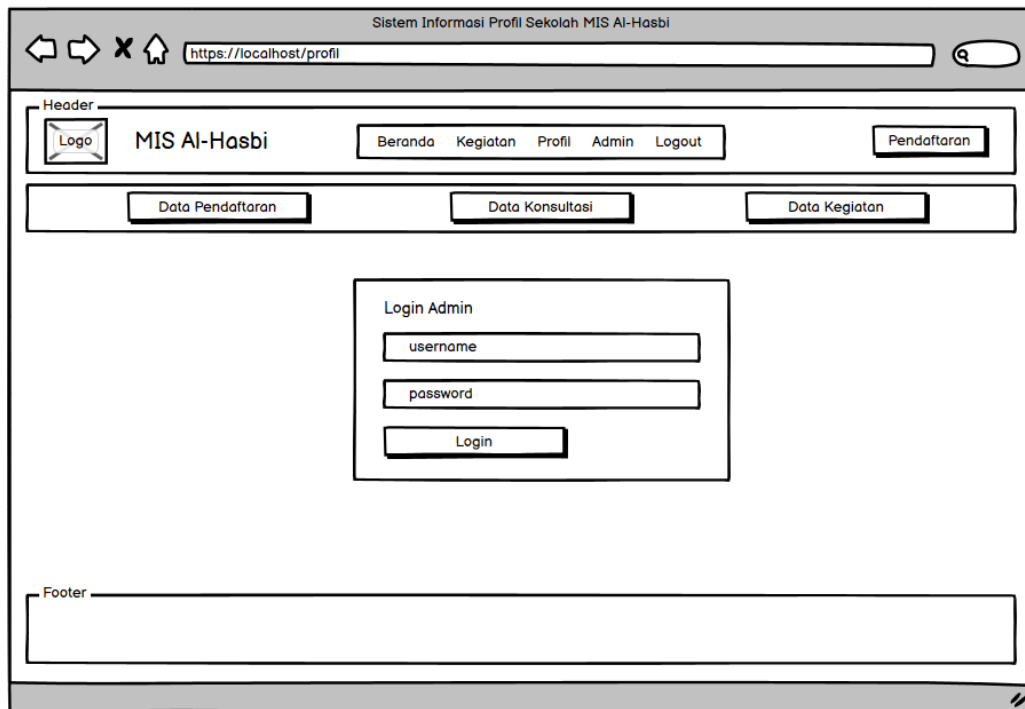 Sistem Informasi Profil Sekolah MIS Al-Hasbi
https://localhost/profil
Header
Logo MIS Al-Hasbi Beranda Kegiatan Profil Admin Logout Pendaftaran
Data Pendaftaran Data Konsultasi Data Kegiatan
Login Admin
username
password
Login
Footer